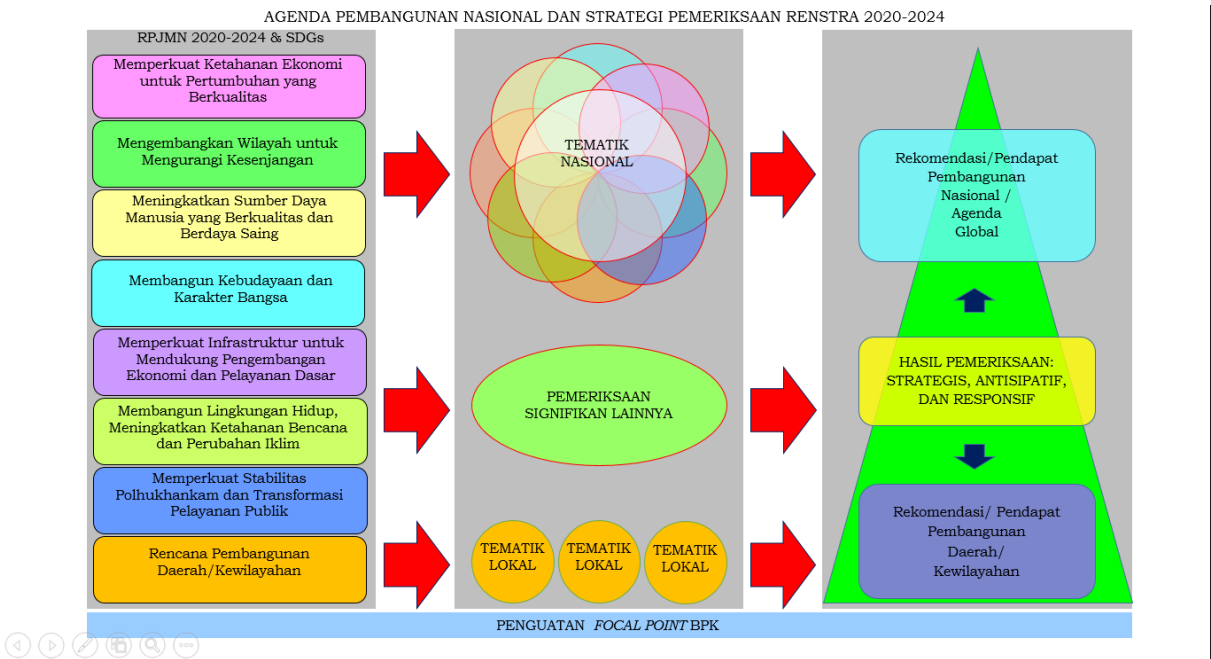 AGENDA PEMBANGUNAN NASIONAL DAN STRATEGI PEMERIKSAAN RENSTRA 2020-2024
RPJMN 2020-2024 & SDGs
Memperkuat Ketahanan Ekonomi
untuk Pertumbuhan yang
Berkualitas
Mengembangkan Wilayah untuk
Mengurangi Kesenjangan
Meningkatkan Sumber Daya
Manusia yang Berkualitas dan
Berdaya Saing
Membangun Kebudayaan dan
Karakter Bangsa
Memperkuat Infrastruktur untuk
Mendukung Pengembangan
Ekonomi dan Pelayanan Dasar
Membangun Lingkungan Hidup,
Meningkatkan Ketahanan Bencana
dan Perubahan Iklim
Memperkuat Stabilitas
Polhukhankam dan Transformasi
Pelayanan Publik
Rencana Pembangunan
Daerah/Kewilayahan
TEMATIK
NASIONAL
PEMERIKSAAN
SIGNIFIKAN LAINNYA
TEMATIK
LOKAL
TEMATIK
LOKAL
TEMATIK
LOKAL
Rekomendasi/Pendapat
Pembangunan
Nasional /
Agenda
Global
HASIL PEMERIKSAAN:
STRATEGIS, ANTISIPATIF,
DAN RESPONSIF
Rekomendasi/ Pendapat
Pembangunan
Daerah/
Kewilayahan
PENGUATAN FOCAL POINT BPK